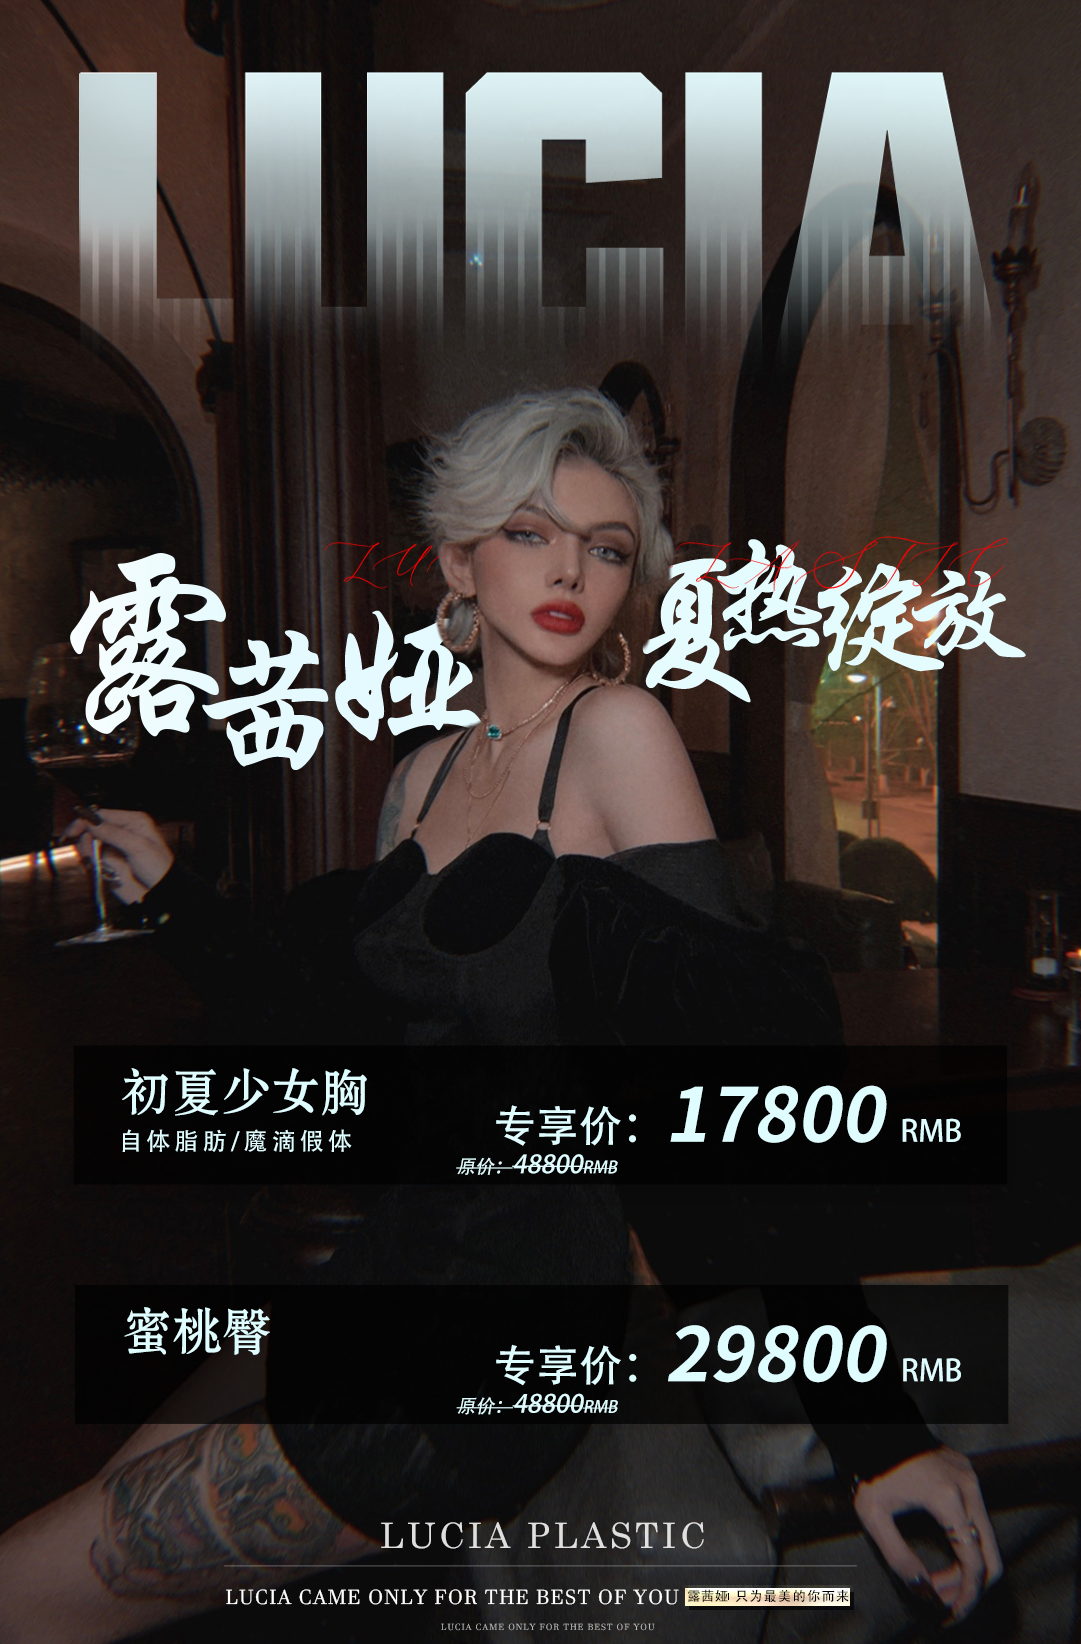 LUCIA
露茜娅
夏热绽放
初夏少女胸
自体脂肪/魔滴假体
专享价：17800 RMB
原价：48800RMB
蜜桃臀
专享价：29800 RMB
原价：48800RMB
LUCIA PLASTIC
LUCIA CAME ONLY FOR THE BEST OF YOU 露茜娅 只为最美的你而来
LUCIA CAME ONLY FOR THE BEST OF YOU